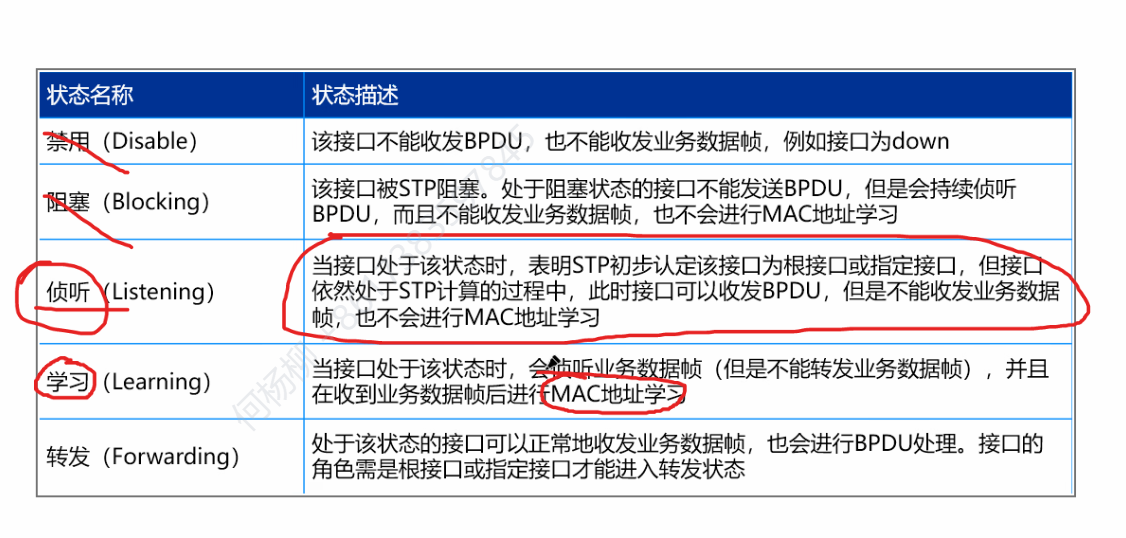 状态名称
状态描述
禁用（Disable）
该接口不能收发BPDU，也不能收发业务数据帧，例如接口为down
阻塞（Blocking）
该接口被STP阻塞。处于阻塞状态的接口不能发送BPDU，但是会持续侦听
BPDU，而且不能收发业务数据帧，也不会进行MAC地址学习
侦听（Listening）
当接口处于该状态时，表明STP初步认定该接口为根接口或指定接口，但接口
依然处于STP计算的过程中，此时接口可以收发BPDU，但是不能收发业务数据
帧，也不会进行MAC地址学习
学习（Learning）
当接口处于该状态时，会侦听业务数据帧（但是不能转发业务数据帧），并且
在收到业务数据帧后进行MAC地址学习
转发（Forwarding）
处于该状态的接口可以正常地收发业务数据帧，也会进行BPDU处理。接口的
角色需是根接口或指定接口才能进入转发状态
何杨柳